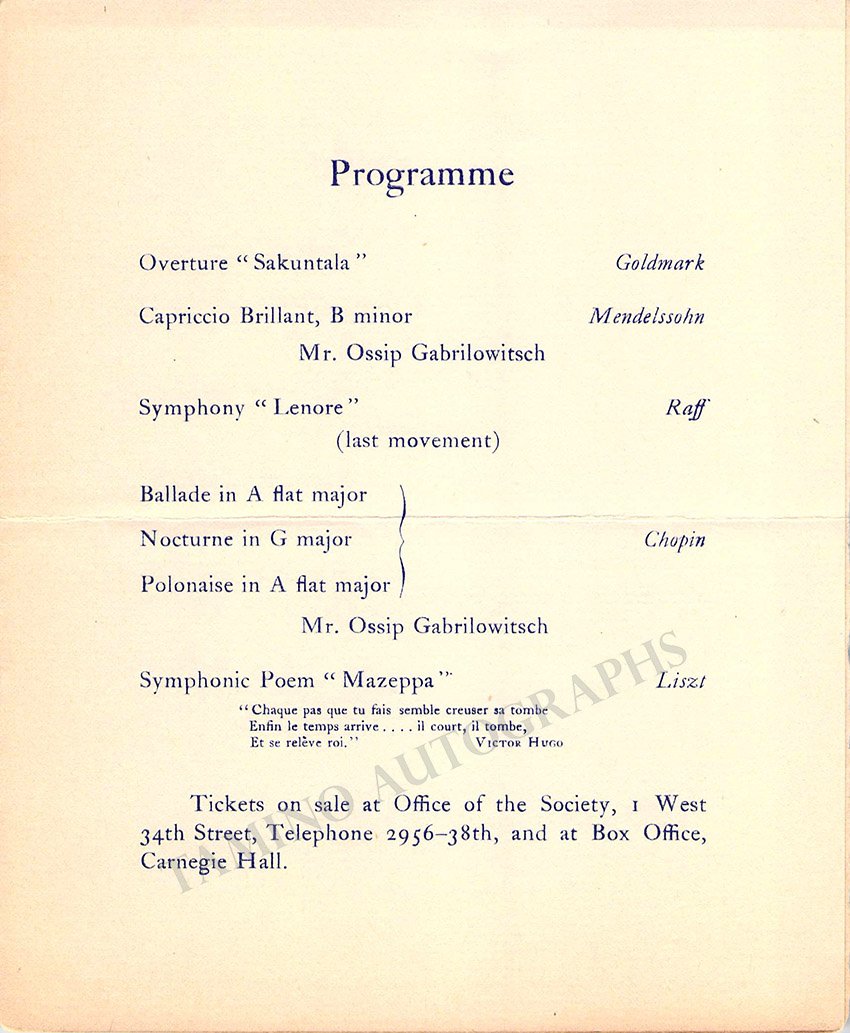 Programme
Overture “Sakuntala” Goldmark
Capriccio Brillant, B minor Mendelssohn
Mr. Ossip Gabrilowitsch
Symphony “Lenore” Raff
(last movement)
Ballade in A flat major
Nocturne in G major Chopin
Polonaise in A flat major
Mr. Ossip Gabrilowitsch
Symphonic Poem “Mazeppa” Liszt
“Chaque pas que tu fais semble creuser sa tombe
Enfin le temps arrive . . . . il court, il tombe,
Et se relève roi.” Victor Hugo
Tickets on sale at Office of the Society, 1 West
34th Street, Telephone 2956–38th, and at Box Office,
Carnegie Hall.
TAMINO AUTOGRAPHS